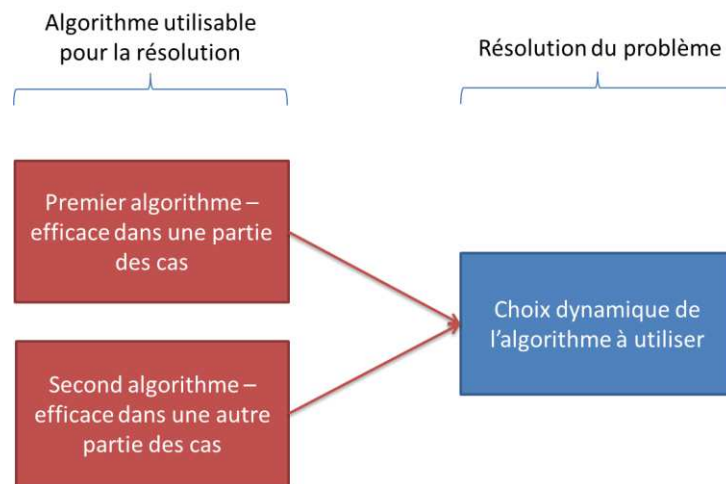 Algorithme utilisable
pour la résolution
Résolution du problème
Premier algorithme –
efficace dans une partie
des cas
Second algorithme –
efficace dans une autre
partie des cas
Choix dynamique de
l'algorithme à utiliser